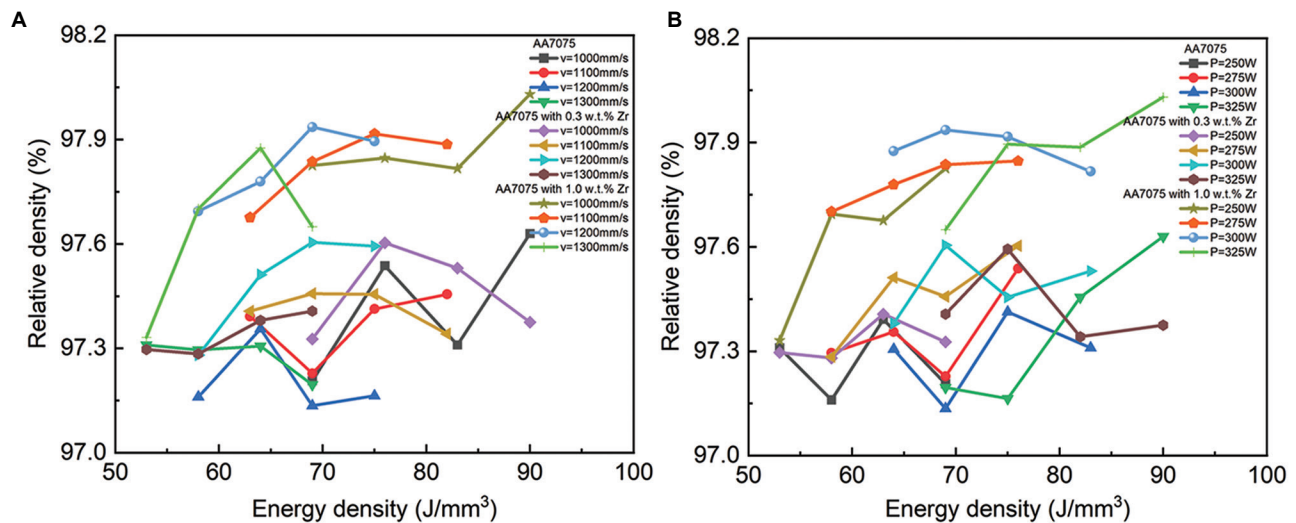 A
Relative density (%)
98.2
97.9
97.6
97.3
97.0
50
60
70
80
90
100
Energy density (J/mm³)
AA7075
v=1000mm/s
v=1100mm/s
v=1200mm/s
v=1300mm/s
AA7075 with 0.3 w.t.% Zr
v=1000mm/s
v=1100mm/s
v=1200mm/s
v=1300mm/s
AA7075 with 1.0 w.t.% Zr
v=1000mm/s
v=1100mm/s
v=1200mm/s
v=1300mm/s
B
Relative density (%)
98.2
97.9
97.6
97.3
97.0
50
60
70
80
90
100
Energy density (J/mm³)
AA7075
P=250W
P=275W
P=300W
P=325W
AA7075 with 0.3 w.t.% Zr
P=250W
P=275W
P=300W
P=325W
AA7075 with 1.0 w.t.% Zr
P=250W
P=275W
P=300W
P=325W